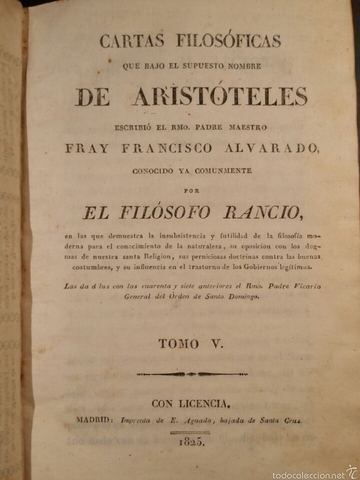 CARTAS FILOSÓFICAS
QUE BAJO EL SUPUESTO NOMBRE
DE ARISTÓTELES
ESCRIBIÓ EL RMO. PADRE MAESTRO
FRAY FRANCISCO ALVARADO,
CONOCIDO YA COMUNMENTE
POR
EL FILÓSOFO RANCIO,
en las que demuestra la insubsistencia y futilidad de la filosofía mo-
derna para el conocimiento de la naturaleza, su oposicion con los dog-
mas de nuestra santa Religion, sus perniciosas doctrinas contra las buenas
costumbres, y su influencia en el trastorno de los Gobiernos legítimos.
Las da á luz con las cuarenta y siete anteriores el Rmo. Padre Vicario
General del Orden de Santo Domingo.
TOMO V.
CON LICENCIA.
MADRID: Imprenta de E. Aguado, bajada de Santa Cruz.
1825.
todocoleccion.net